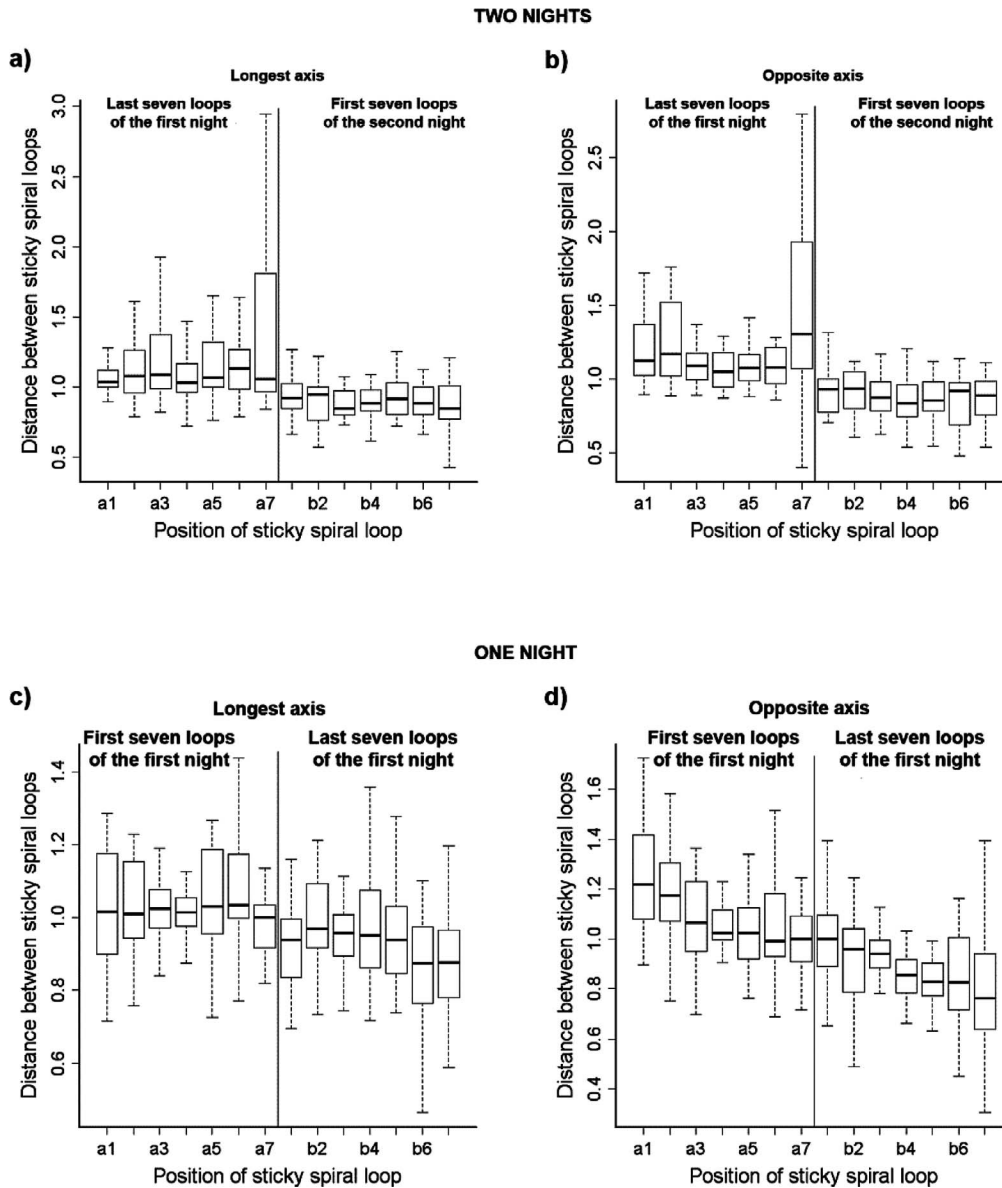 TWO NIGHTS
a)
Longest axis
Last seven loops
of the first night
First seven loops
of the second night
Distance between sticky spiral loops
3.0
2.5
2.0
1.5
1.0
0.5
a1 a3 a5 a7 b2 b4 b6
Position of sticky spiral loop
b)
Opposite axis
Last seven loops
of the first night
First seven loops
of the second night
Distance between sticky spiral loops
2.5
2.0
1.5
1.0
0.5
a1 a3 a5 a7 b2 b4 b6
Position of sticky spiral loop
ONE NIGHT
c)
Longest axis
First seven loops
of the first night
Last seven loops
of the first night
Distance between sticky spiral loops
1.4
1.2
1.0
0.8
0.6
a1 a3 a5 a7 b2 b4 b6
Position of sticky spiral loop
d)
Opposite axis
First seven loops
of the first night
Last seven loops
of the first night
Distance between sticky spiral loops
1.6
1.4
1.2
1.0
0.8
0.6
0.4
a1 a3 a5 a7 b2 b4 b6
Position of sticky spiral loop